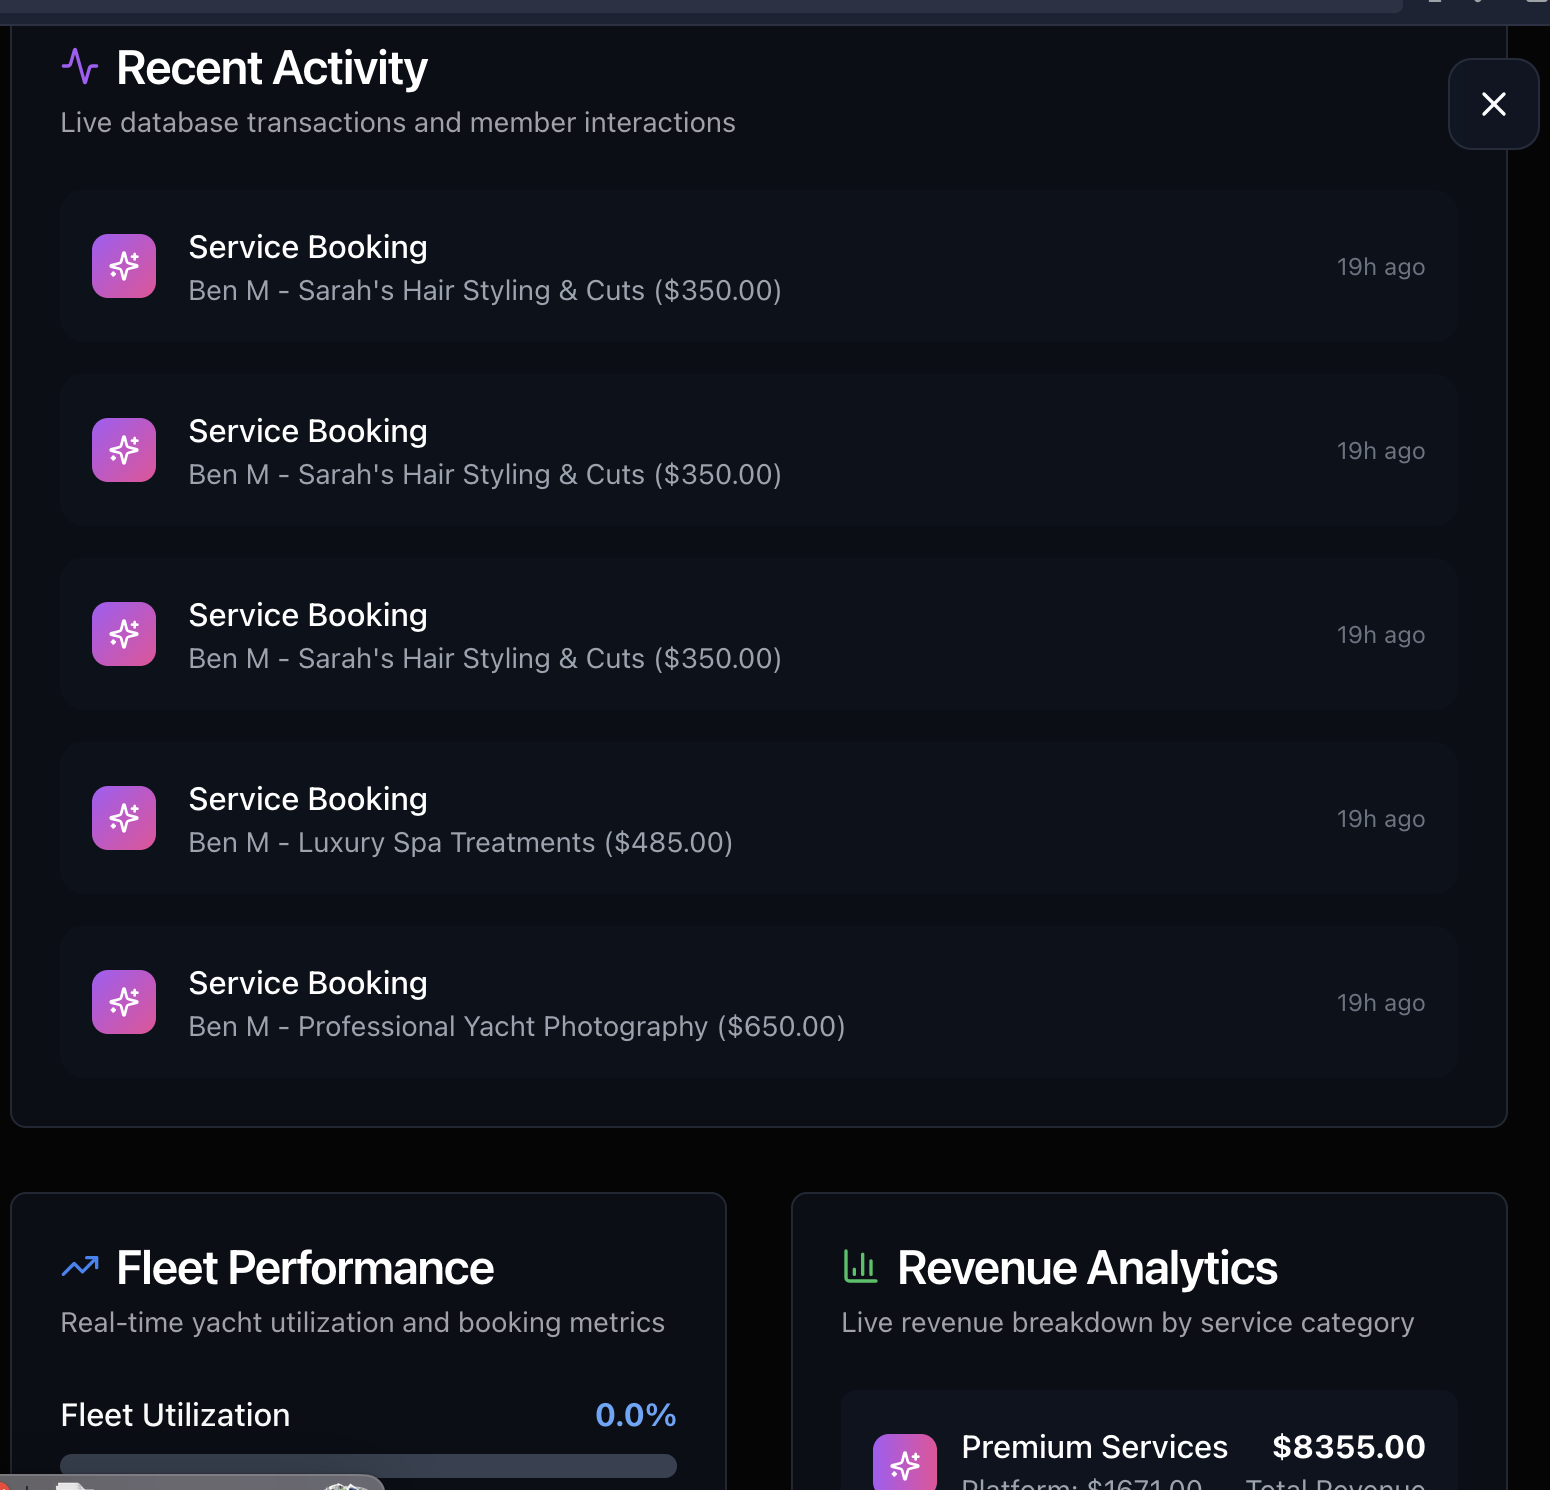 Recent Activity
Live database transactions and member interactions
Service Booking
Ben M - Sarah's Hair Styling & Cuts ($350.00)
19h ago
Service Booking
Ben M - Sarah's Hair Styling & Cuts ($350.00)
19h ago
Service Booking
Ben M - Sarah's Hair Styling & Cuts ($350.00)
19h ago
Service Booking
Ben M - Luxury Spa Treatments ($485.00)
19h ago
Service Booking
Ben M - Professional Yacht Photography ($650.00)
19h ago
Fleet Performance
Real-time yacht utilization and booking metrics
Fleet Utilization
0.0%
Revenue Analytics
Live revenue breakdown by service category
Premium Services
$8355.00
Platform: $1671.00
Total Revenue